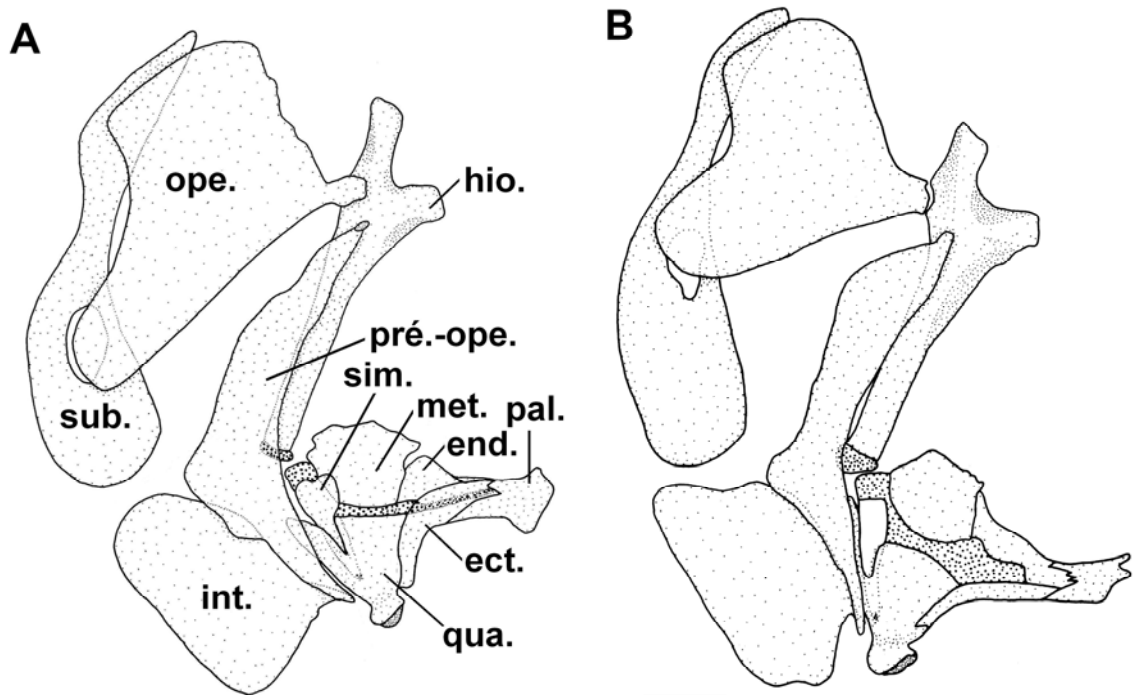 A
B
ope.
hio.
pré.-ope.
sim.
met.
pal.
end.
sub.
ect.
int.
qua.